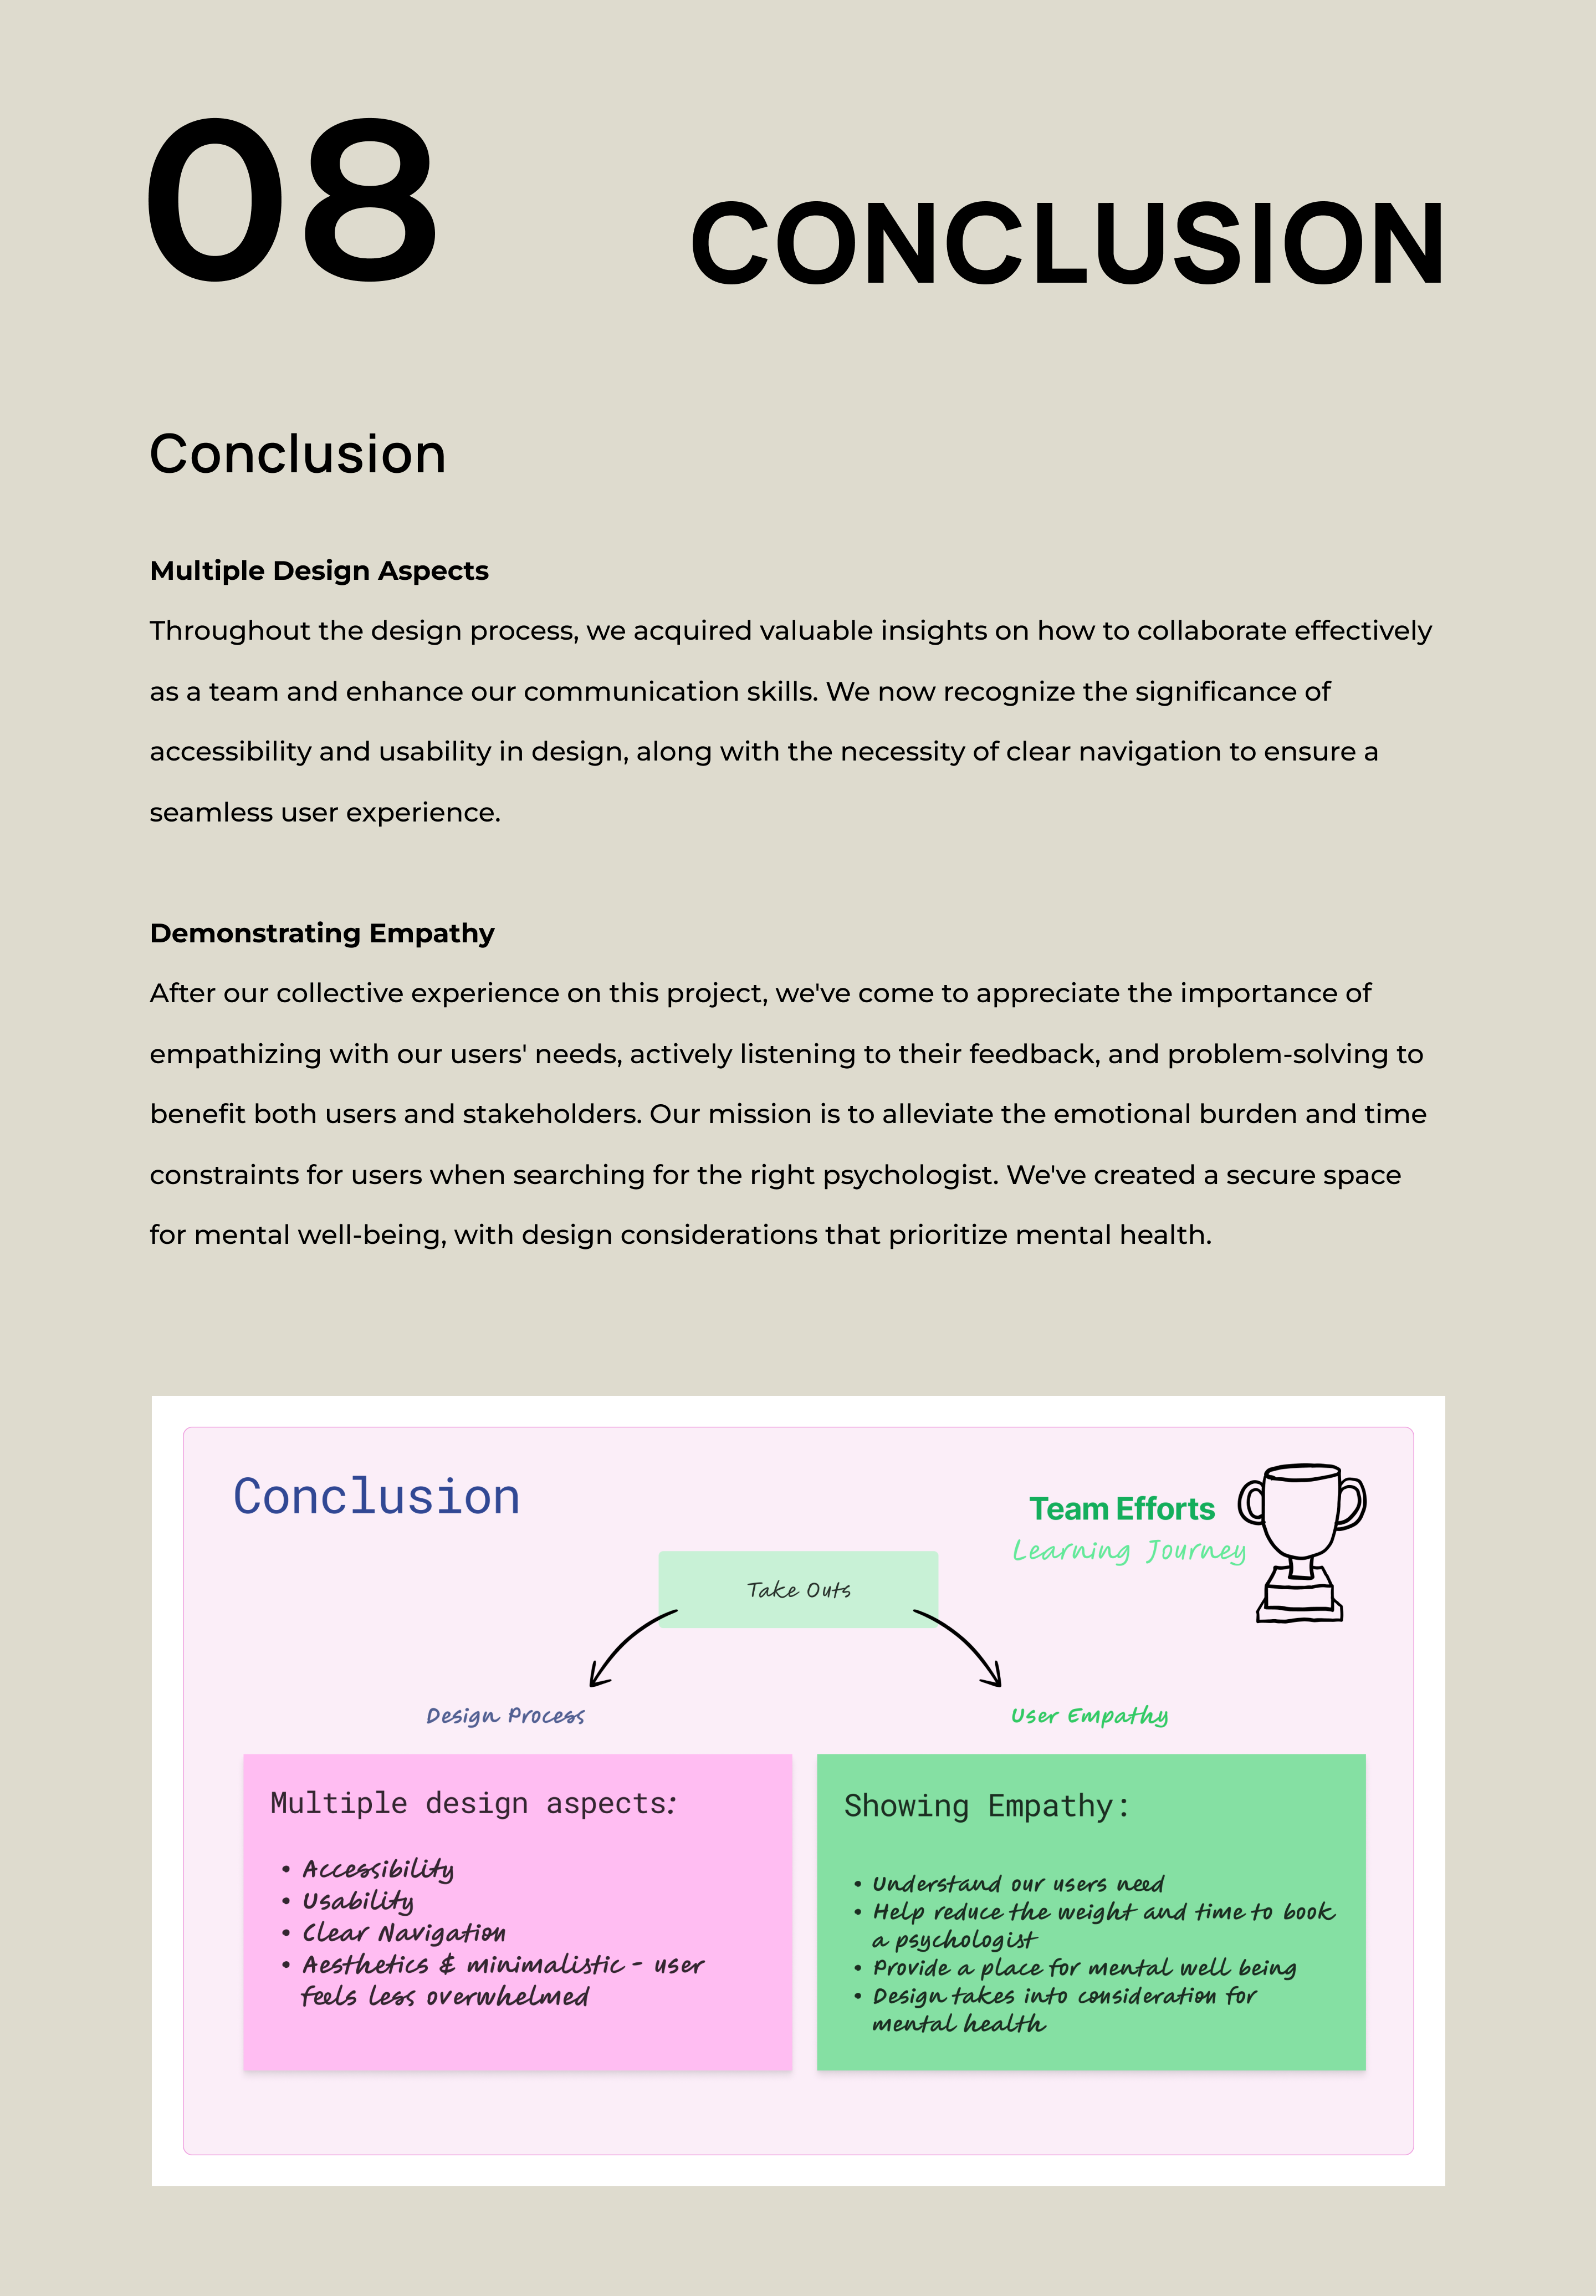 08
CONCLUSION
Conclusion
Multiple Design Aspects
Throughout the design process, we acquired valuable insights on how to collaborate effectively
as a team and enhance our communication skills. We now recognize the significance of
accessibility and usability in design, along with the necessity of clear navigation to ensure a
seamless user experience.
Demonstrating Empathy
After our collective experience on this project, we've come to appreciate the importance of
empathizing with our users' needs, actively listening to their feedback, and problem-solving to
benefit both users and stakeholders. Our mission is to alleviate the emotional burden and time
constraints for users when searching for the right psychologist. We've created a secure space
for mental well-being, with design considerations that prioritize mental health.
Conclusion
Team Efforts
Learning Journey
Take Outs
Design Process
User Empathy
Multiple design aspects:
• Accessibility
• Usability
• Clear Navigation
• Aesthetics & minimalistic - user
feels less overwhelmed
Showing Empathy:
• Understand our users need
• Help reduce the weight and time to book
a psychologist
• Provide a place for mental well being
• Design takes into consideration for
mental health